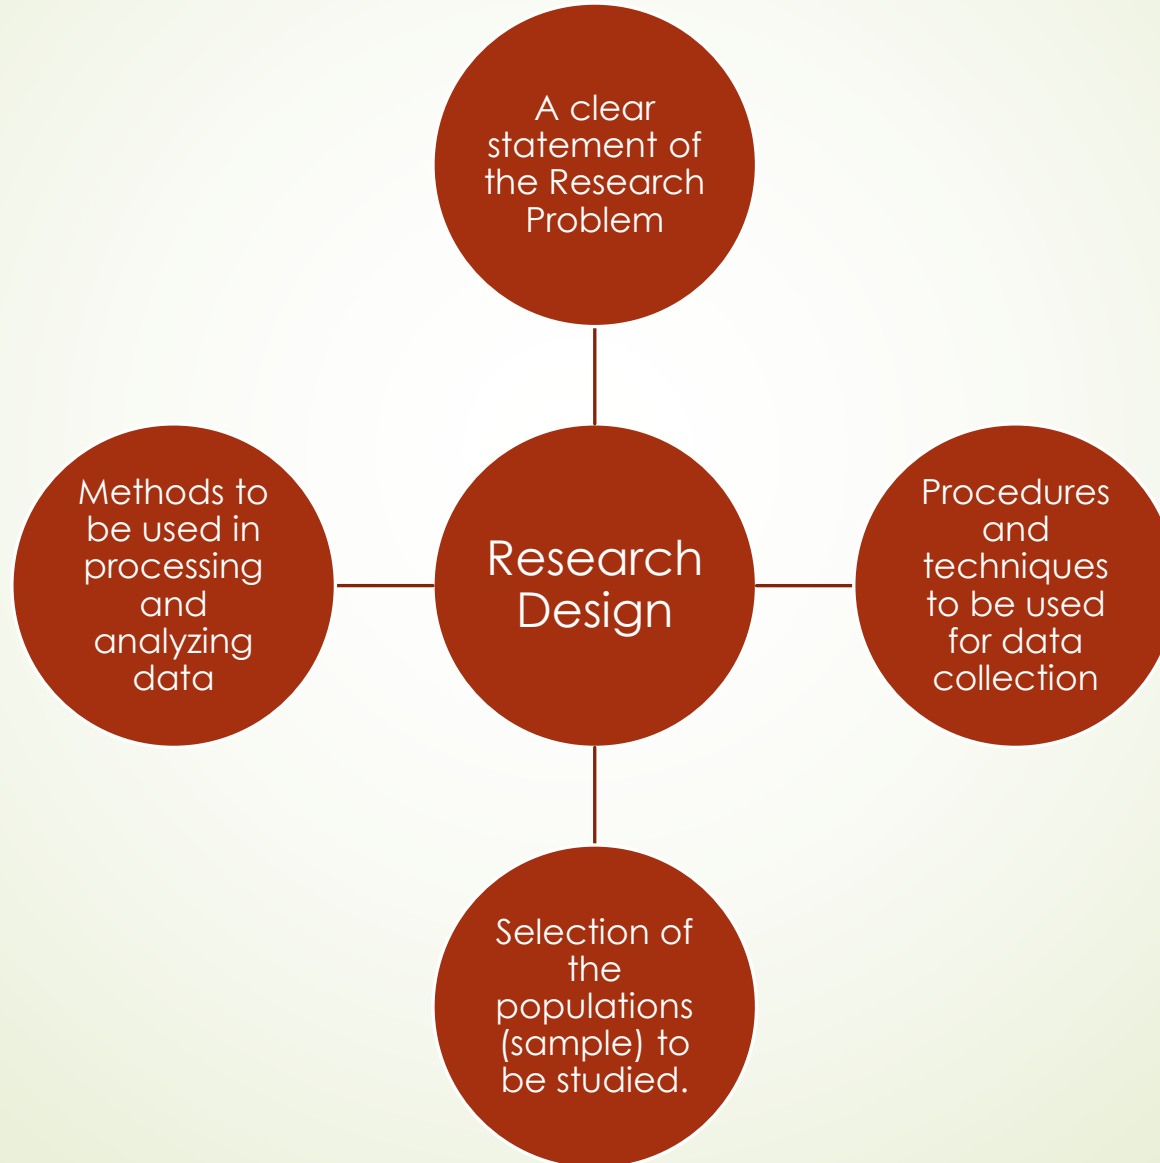 A clear
statement of
the Research
Problem
Methods to
be used in
processing
and
analyzing
data
Research
Design
Procedures
and
techniques
to be used
for data
collection
Selection of
the
populations
(sample) to
be studied.